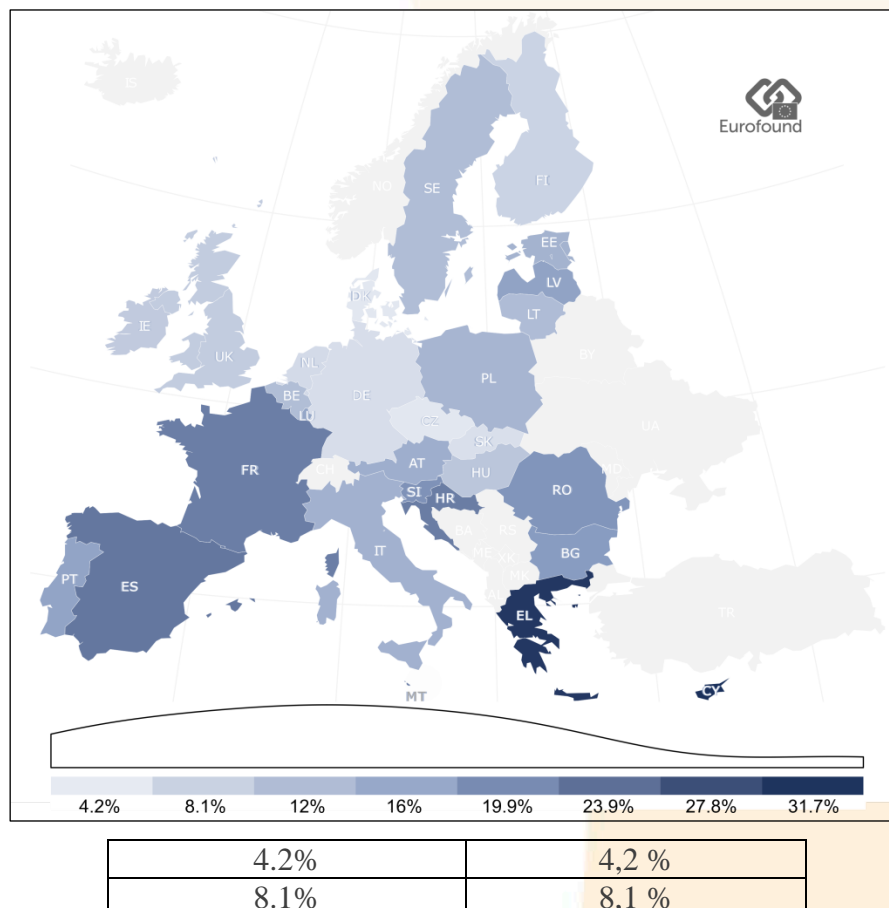 IS
Eurofound
NO
SE
FI
EE
LV
LT
DK
IE
UK
NL
BE
LU
DE
PL
BY
UA
CZ
SK
FR
CH
AT
HU
MD
SI
HR
RO
BA
RS
ME
XK
BG
PT
ES
IT
MK
AL
EL
TR
MT
CY
4.2% 8.1% 12% 16% 19.9% 23.9% 27.8% 31.7%
4.2% 4,2 %
8.1% 8,1 %